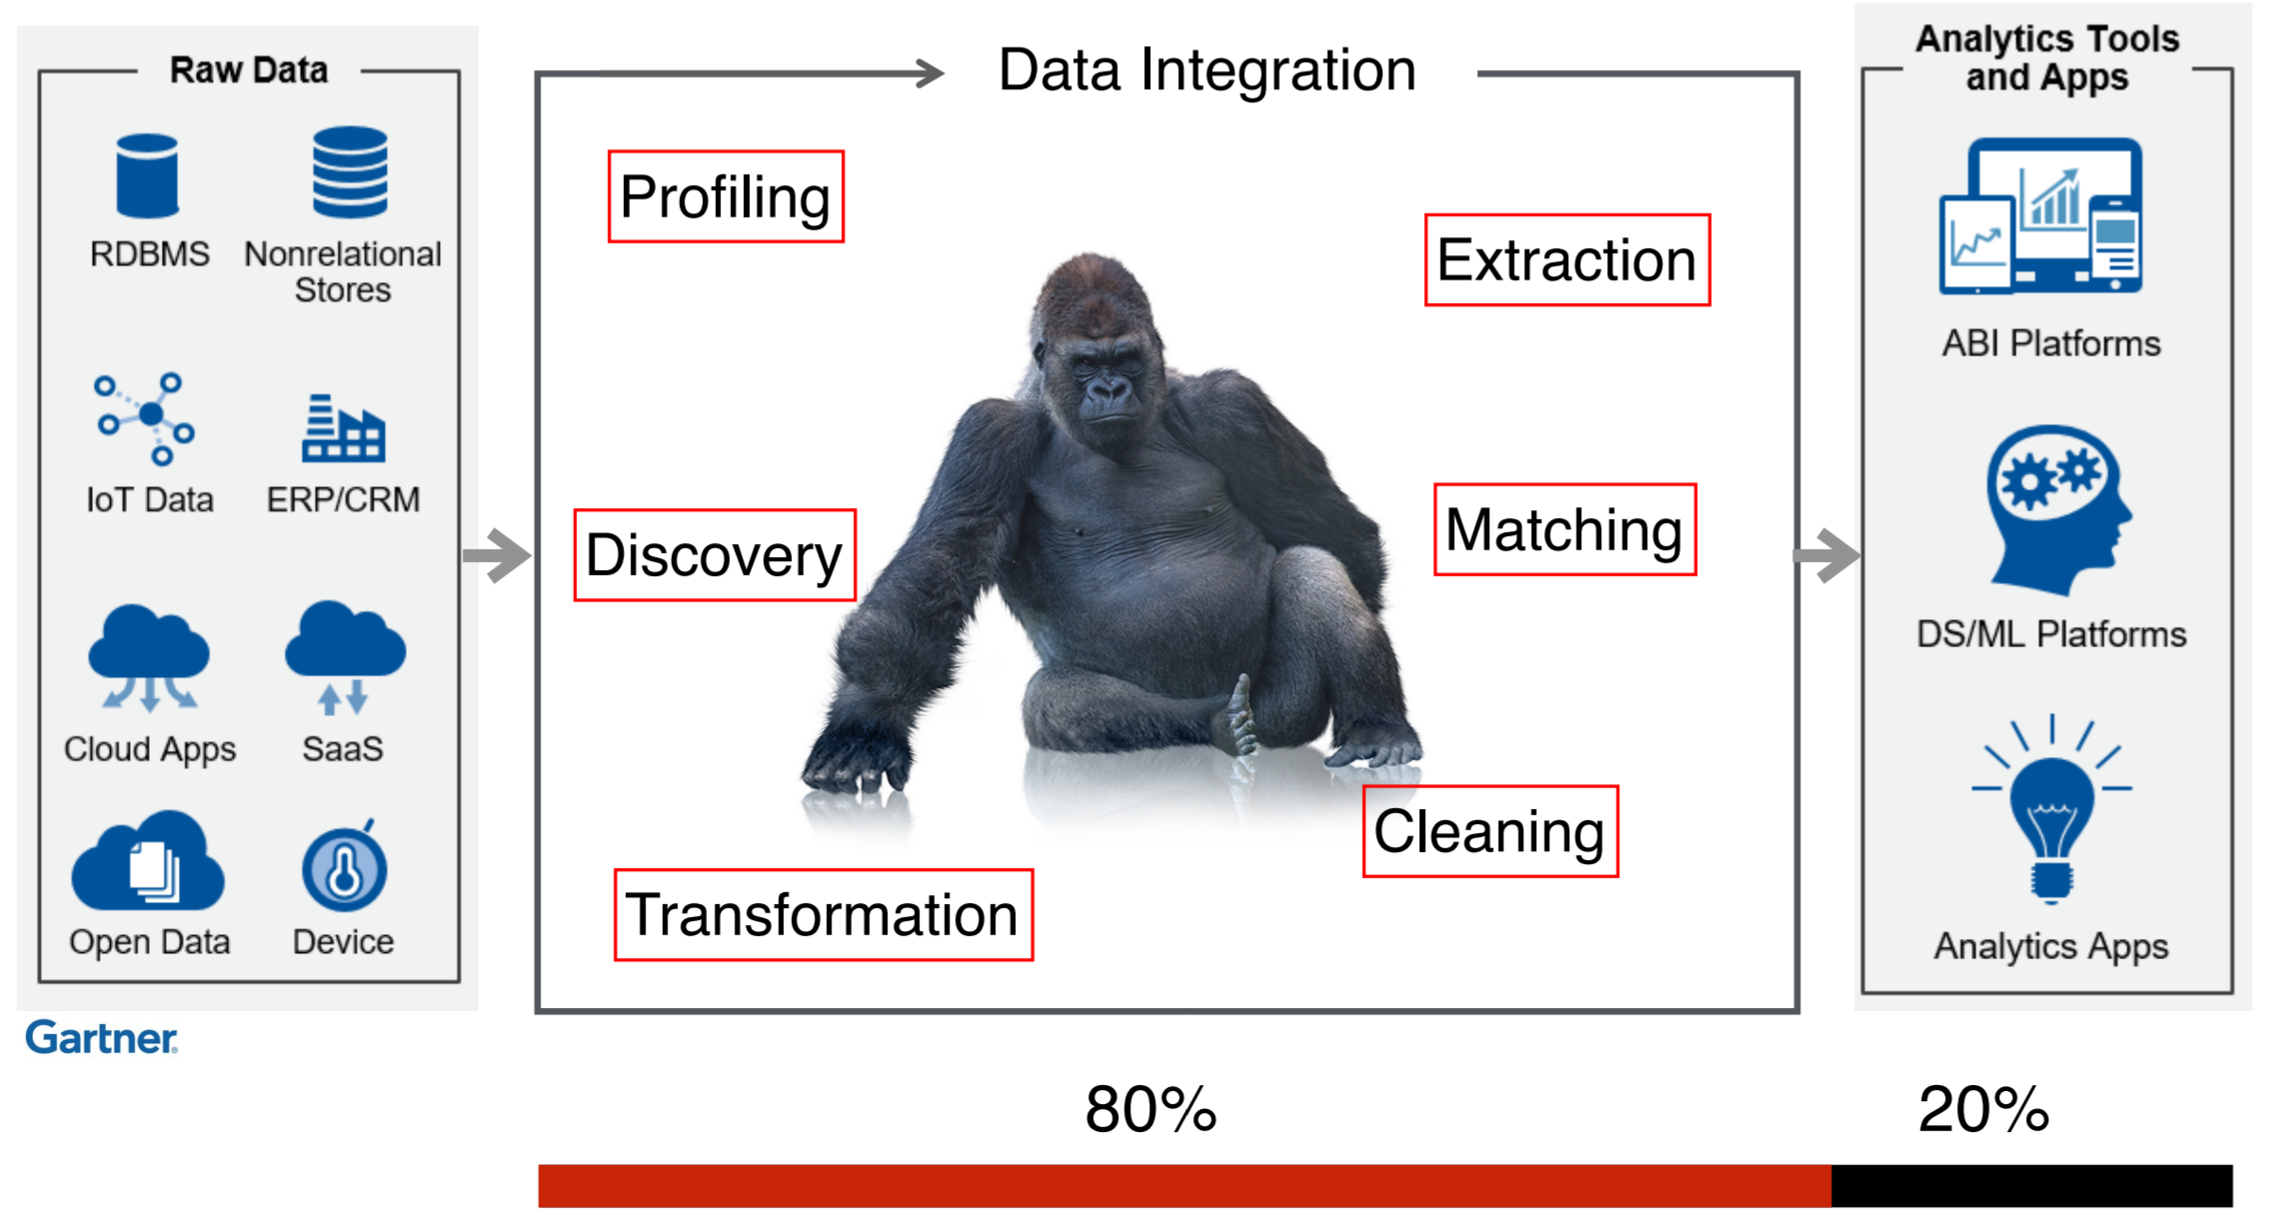 Raw Data
RDBMS
Nonrelational
Stores
IoT Data
ERP/CRM
Cloud Apps
SaaS
Open Data
Device
Gartner®
Data Integration
Profiling
Extraction
Discovery
Matching
Cleaning
Transformation
Analytics Tools
and Apps
ABI Platforms
DS/ML Platforms
Analytics Apps
80%
20%